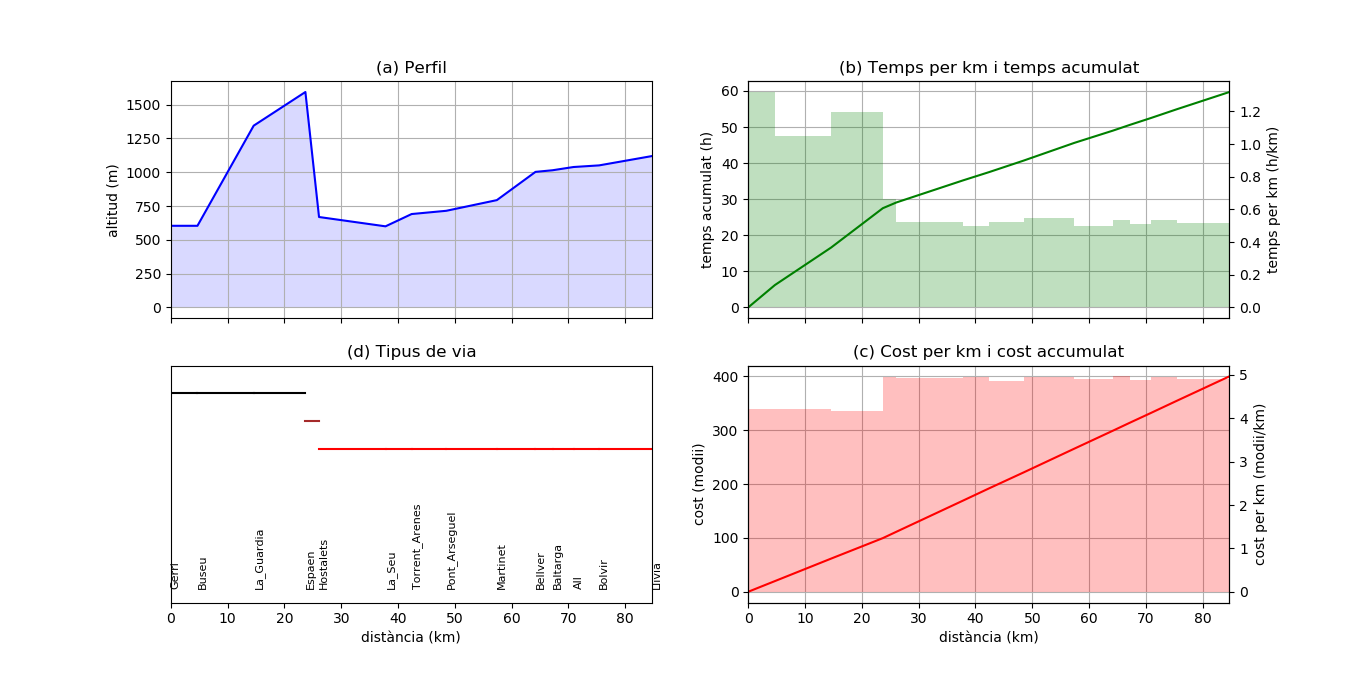 (a) Perfil
altitud (m)
1500
1250
1000
750
500
250
0
(b) Temps per km i temps acumulat
temps acumulat (h)
60
50
40
30
20
10
0
1.2
1.0
0.8
0.6
0.4
0.2
0.0
temps per km (h/km)
(d) Tipus de via
Gerri
Buseu
La_Guardia
Espaen
Hostalets
La_Seu
Torrent_Arenes
Pont_Arseguel
Martinet
Bellver
Baltarga
All
Bolvir
Llivia
0 10 20 30 40 50 60 70 80
distància (km)
(c) Cost per km i cost accumulat
cost (modii)
400
300
200
100
0
5
4
3
2
1
0
cost per km (modii/km)
0 10 20 30 40 50 60 70 80
distància (km)